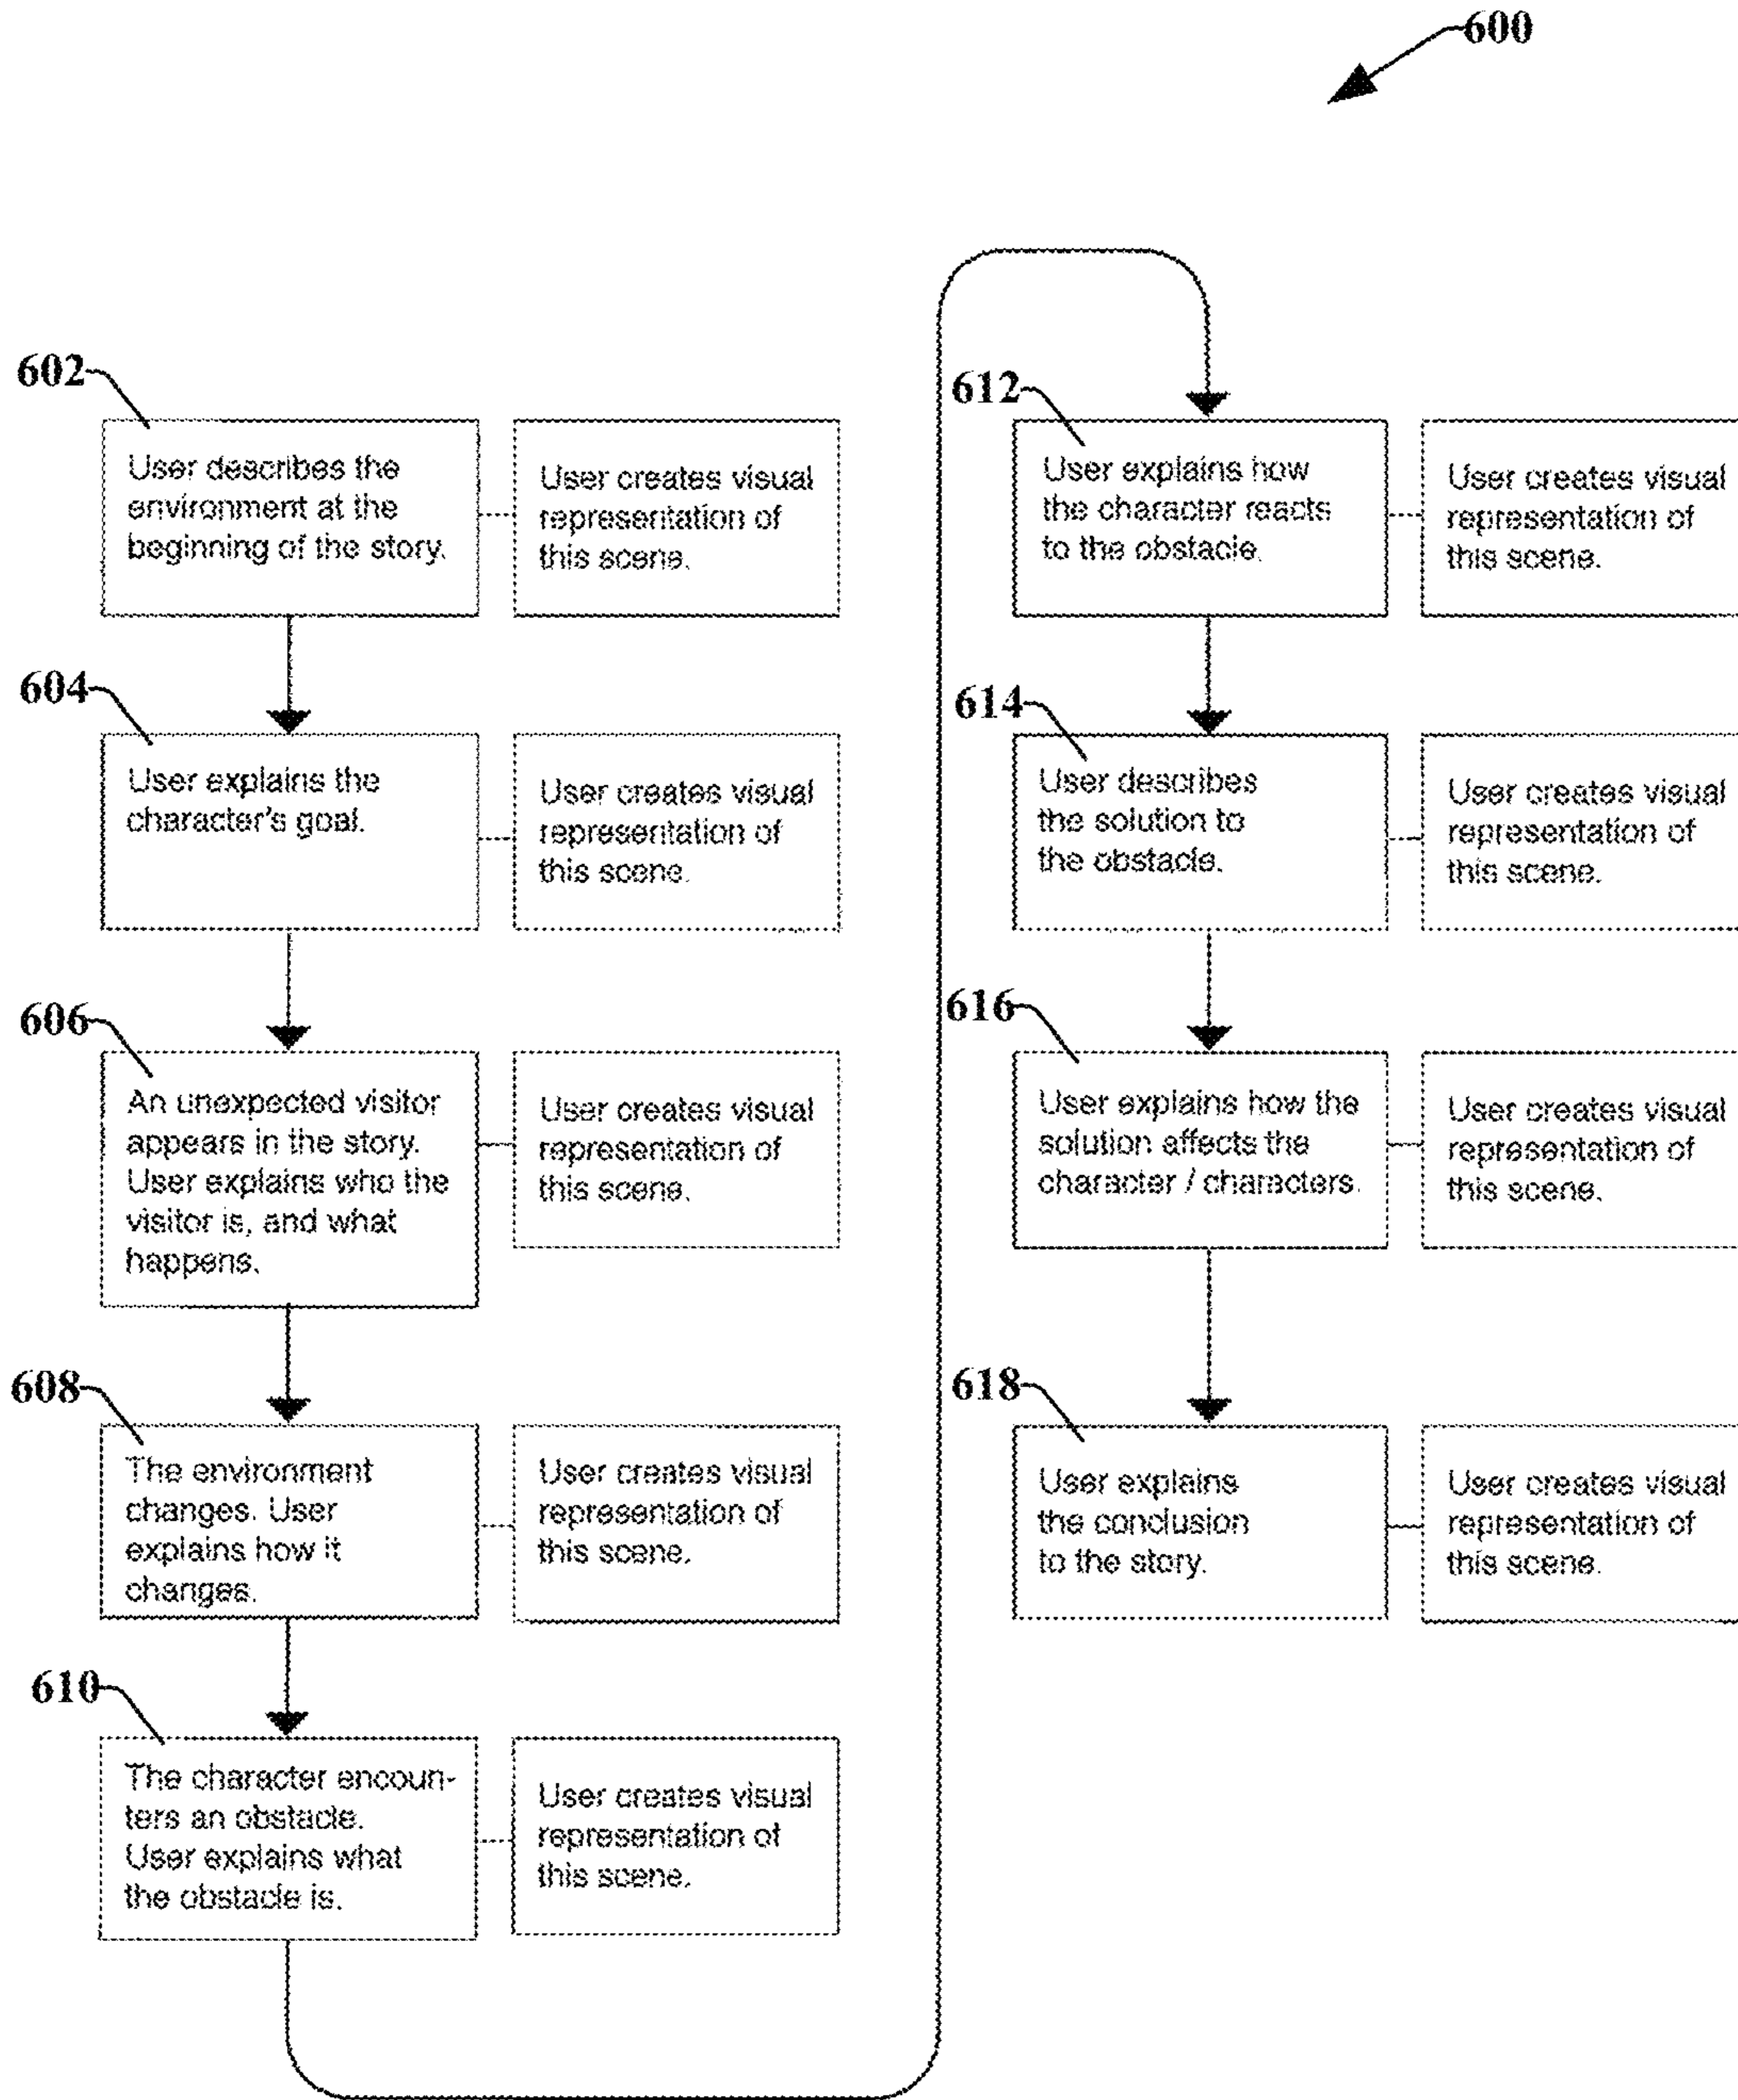 600
602
User describes the
environment at the
beginning of the story.
User creates visual
representation of
this scene.
604
User explains the
character's goal.
User creates visual
representation of
this scene.
606
An unexpected visitor
appears in the story.
User explains who the
visitor is, and what
happens.
User creates visual
representation of
this scene.
608
The environment
changes. User
explains how it
changes.
User creates visual
representation of
this scene.
610
The character encoun-
ters an obstacle.
User explains what
the obstacle is.
User creates visual
representation of
this scene.
612
User explains how
the character reacts
to the obstacle.
User creates visual
representation of
this scene.
614
User describes
the solution to
the obstacle.
User creates visual
representation of
this scene.
616
User explains how the
solution affects the
character / characters.
User creates visual
representation of
this scene.
618
User explains
the conclusion
to the story.
User creates visual
representation of
this scene.